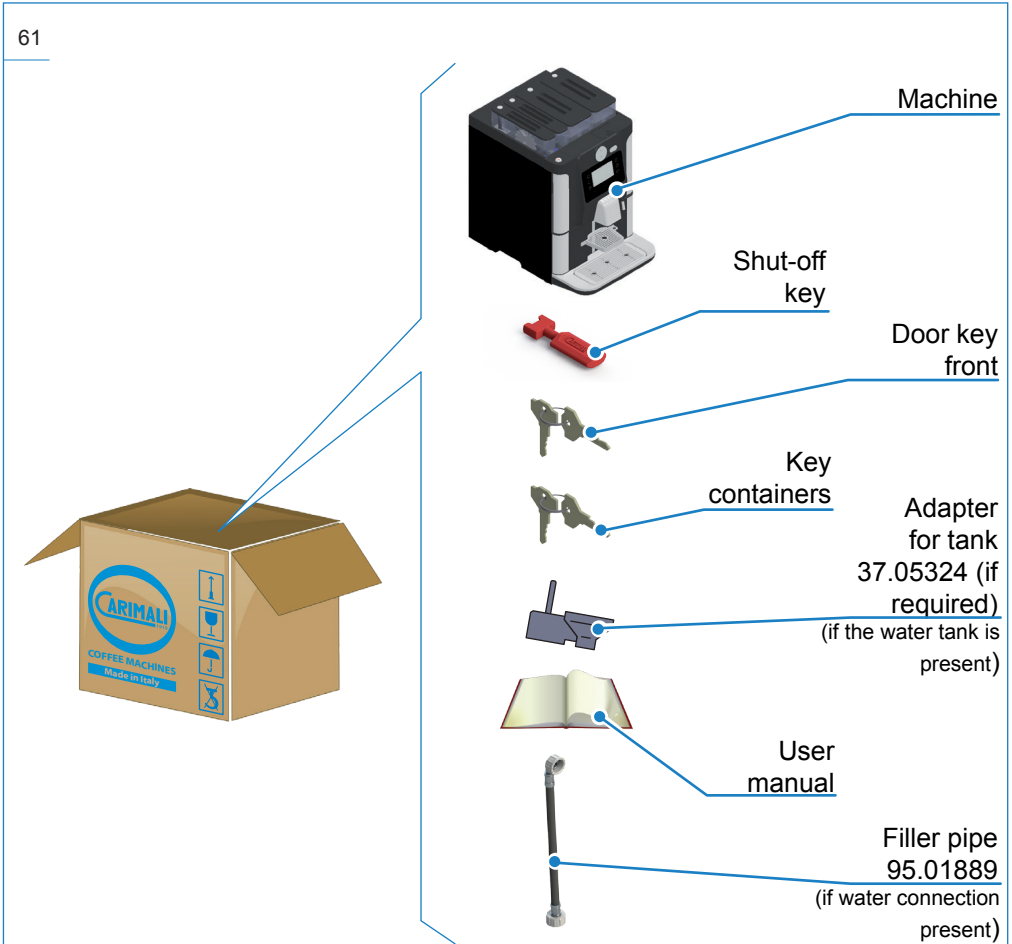 61
Machine
Shut-off
key
Door key
front
Key
containers
Adapter
for tank
37.05324 (if
required)
(if the water tank is
present)
User
manual
Filler pipe
95.01889
(if water connection
present)
CARIMALI
COFFEE MACHINES
Made in Italy